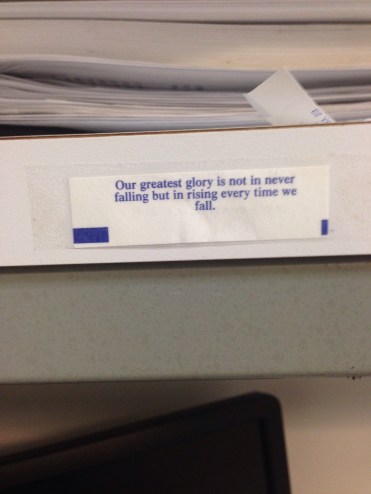 Our greatest glory is not in never
falling but in rising every time we
fall.